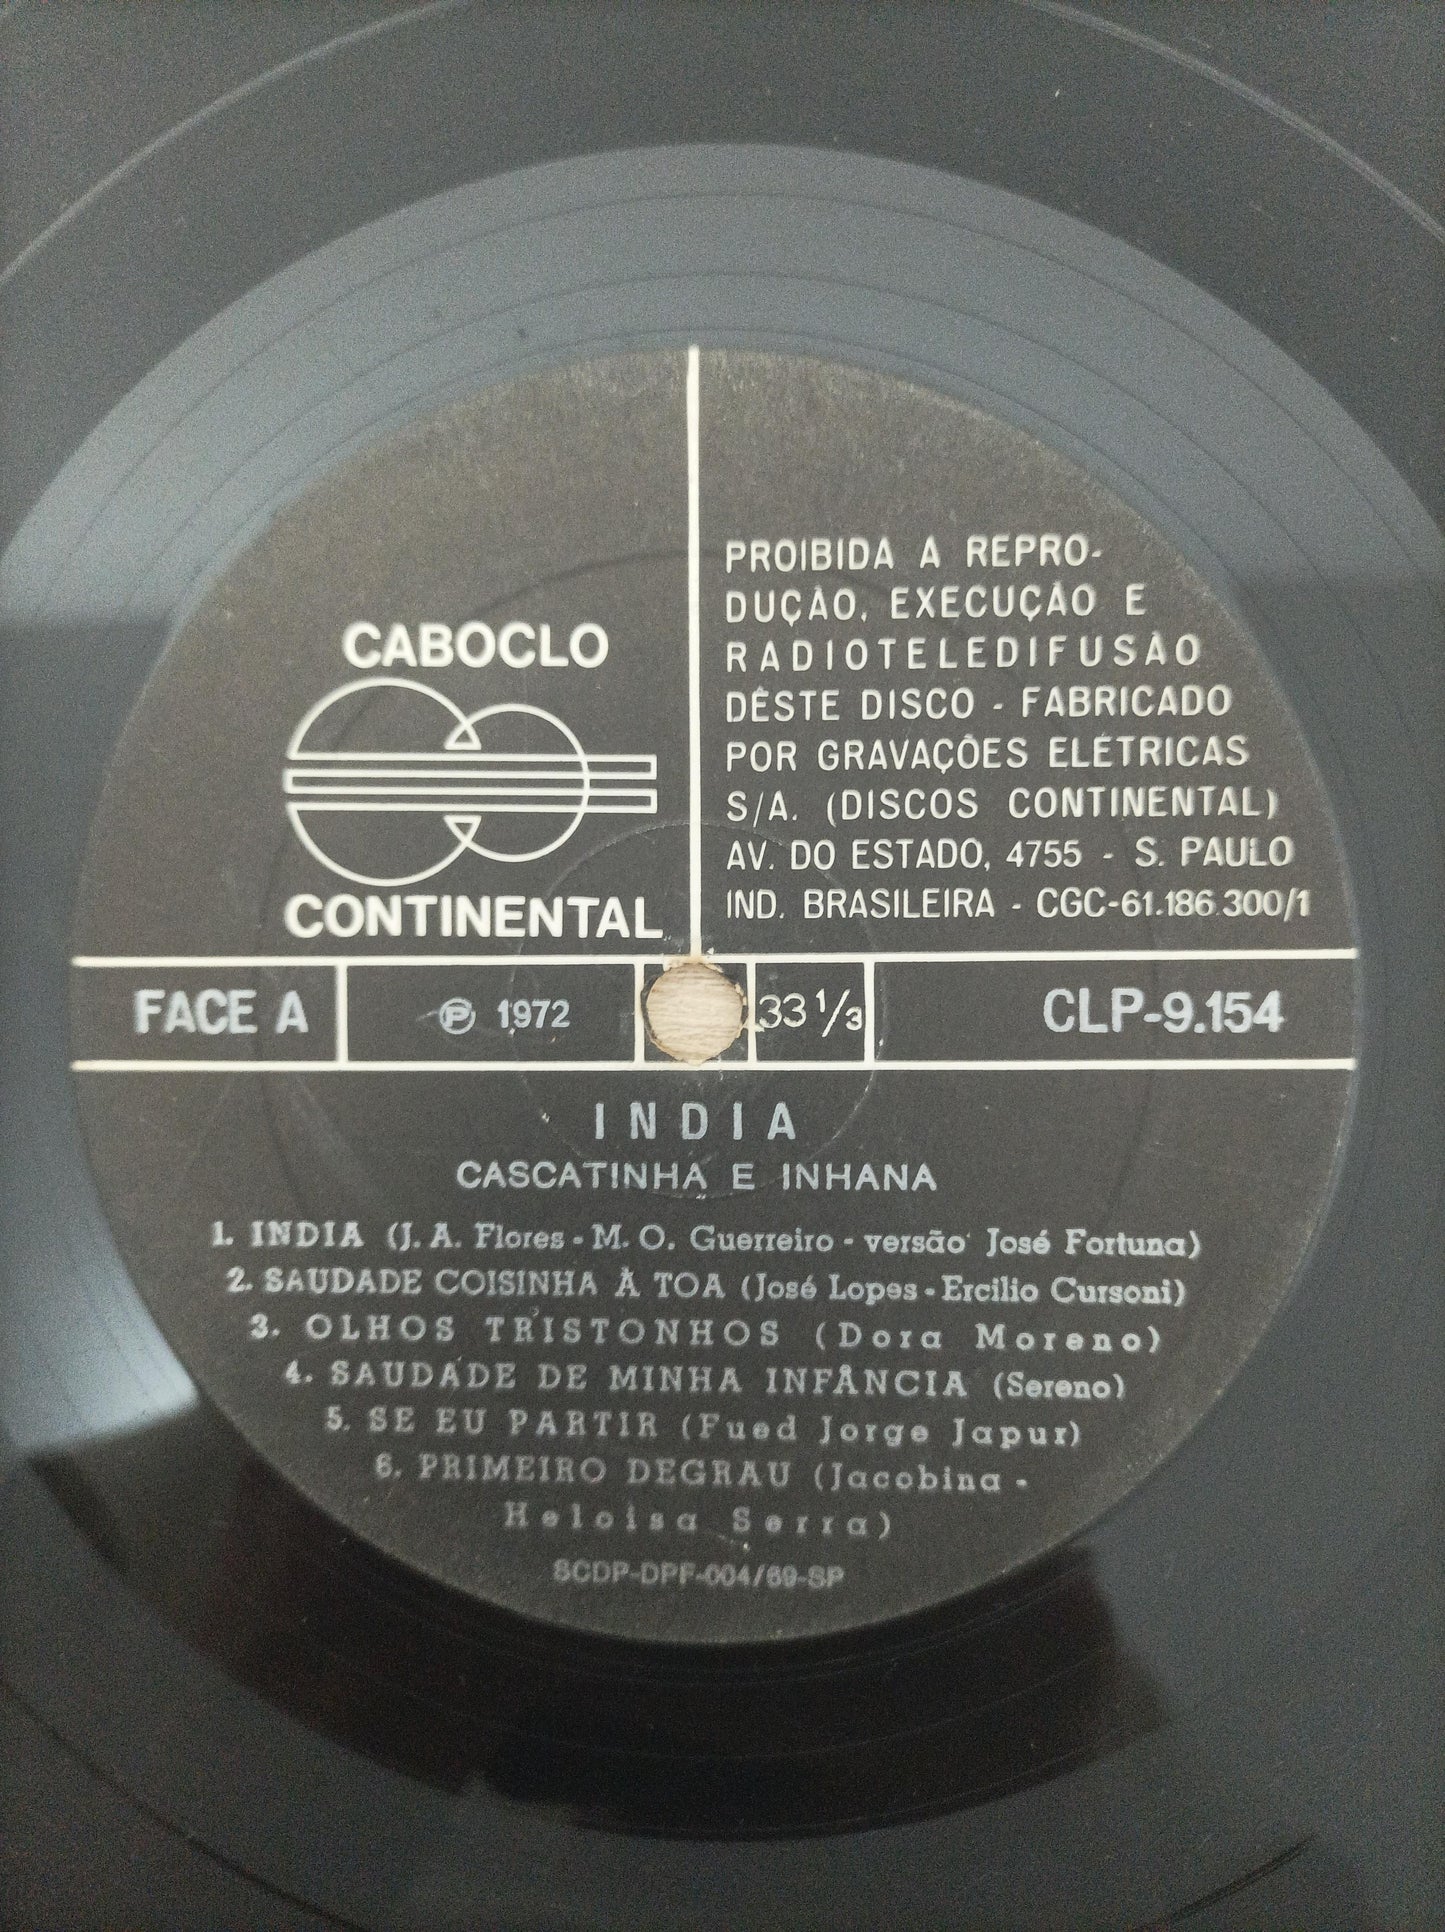 CABOCLO
CONTINENTAL
PROIBIDA A REPRO-
DUÇÃO, EXECUÇÃO E
RADIOTELEDIFUSÃO
DÊSTE DISCO - FABRICADO
POR GRAVAÇÕES ELÉTRICAS
S/A. (DISCOS CONTINENTAL)
AV. DO ESTADO, 4755 - S. PAULO
IND. BRASILEIRA - CGC-61.186.300/1
FACE A ℗ 1972 33 1/3 CLP-9.154
INDIA
CASCATINHA E INHANA
1. INDIA (J. A. Flores - M. O. Guerreiro - versão José Fortuna)
2. SAUDADE COISINHA À TOA (José Lopes - Ercilio Cursoni)
3. OLHOS TRISTONHOS (Dora Moreno)
4. SAUDADE DE MINHA INFÂNCIA (Sereno)
5. SE EU PARTIR (Fued Jorge Japur)
6. PRIMEIRO DEGRAU (Jacobina -
Heloisa Serra)
SCDP-DPF-004/69-SP